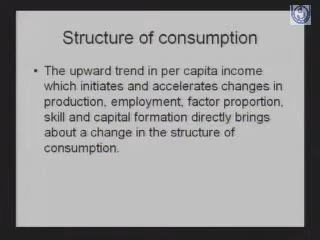 Structure of consumption
• The upward trend in per capita income
which initiates and accelerates changes in
production, employment, factor proportion,
skill and capital formation directly brings
about a change in the structure of
consumption.